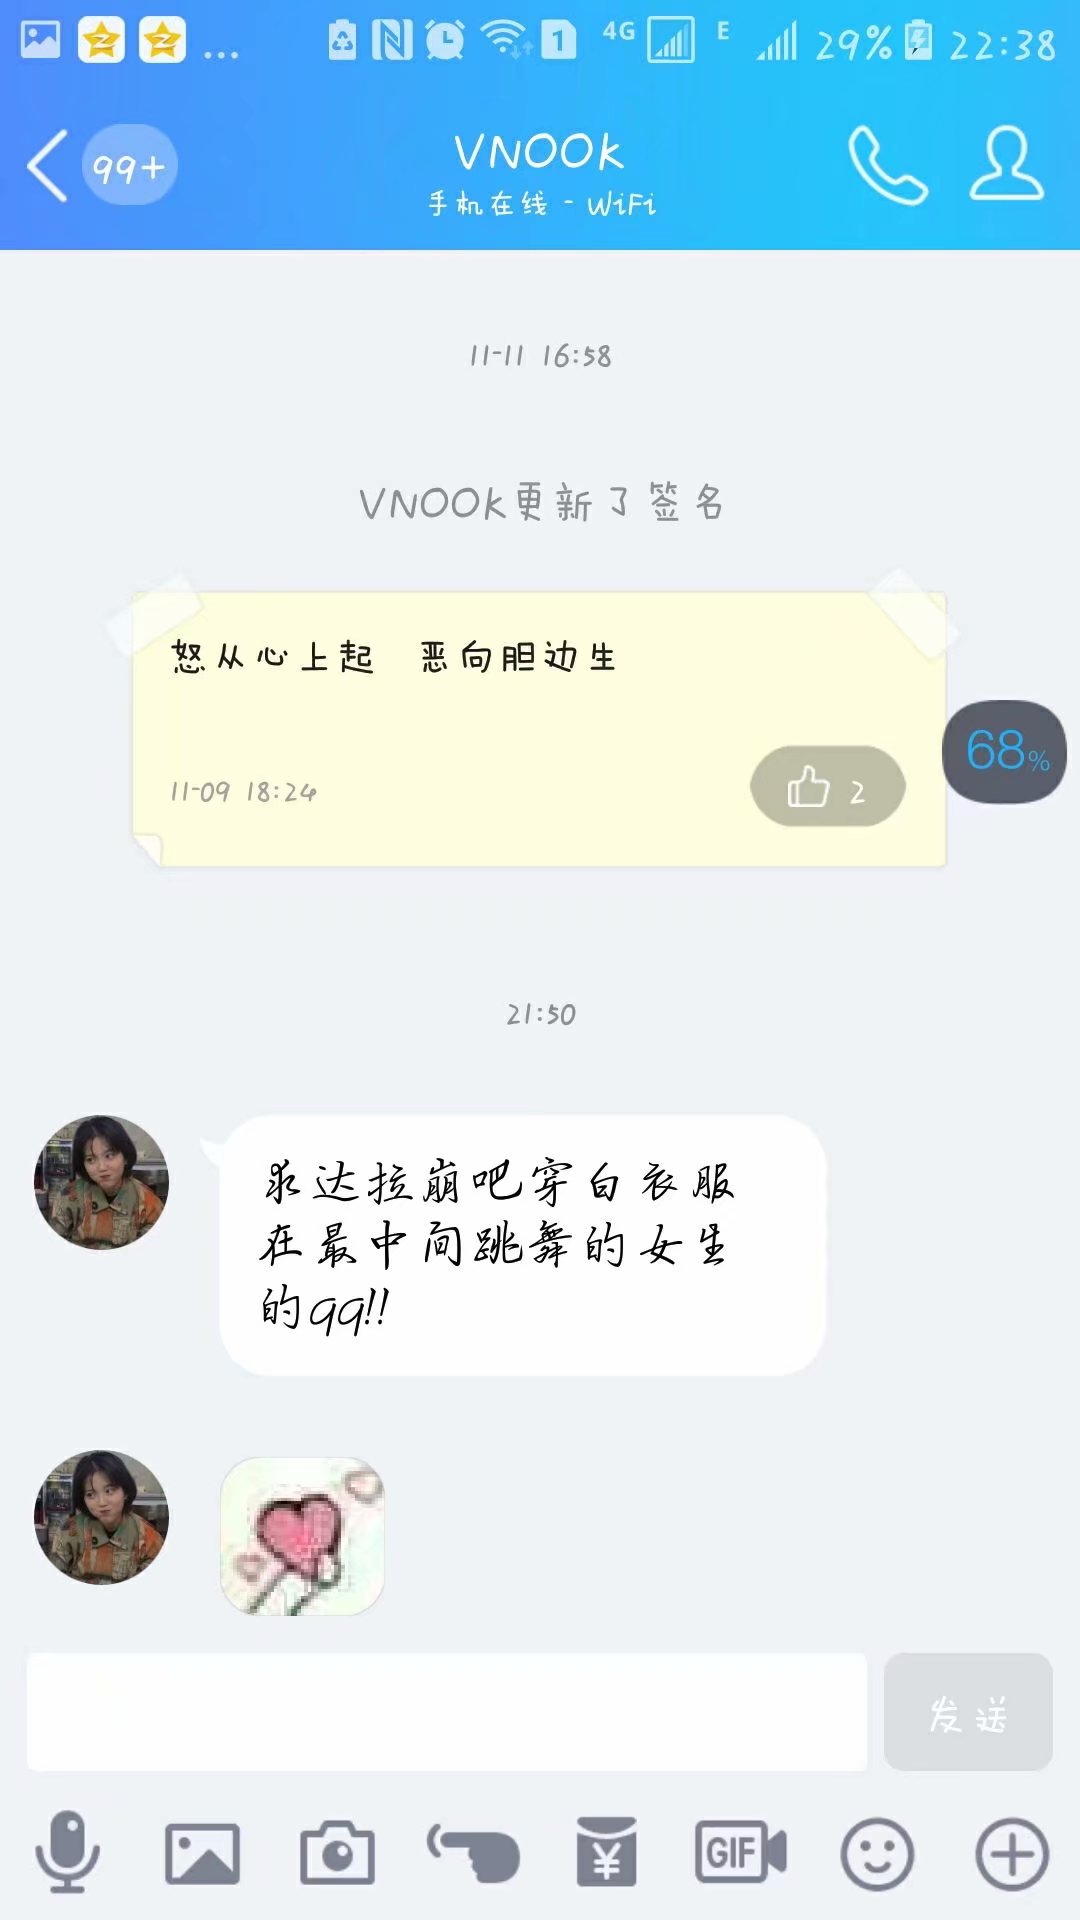 ... 1 4G E 29% 22:38
99+
VNOOK
手机在线 - WiFi
11-11 16:58
VNOOK更新了签名
怒从心上起 恶向胆边生
68%
11-09 18:24
2
21:50
求达拉崩吧穿白衣服
在最中间跳舞的女生
的qq!!
发送
GIF